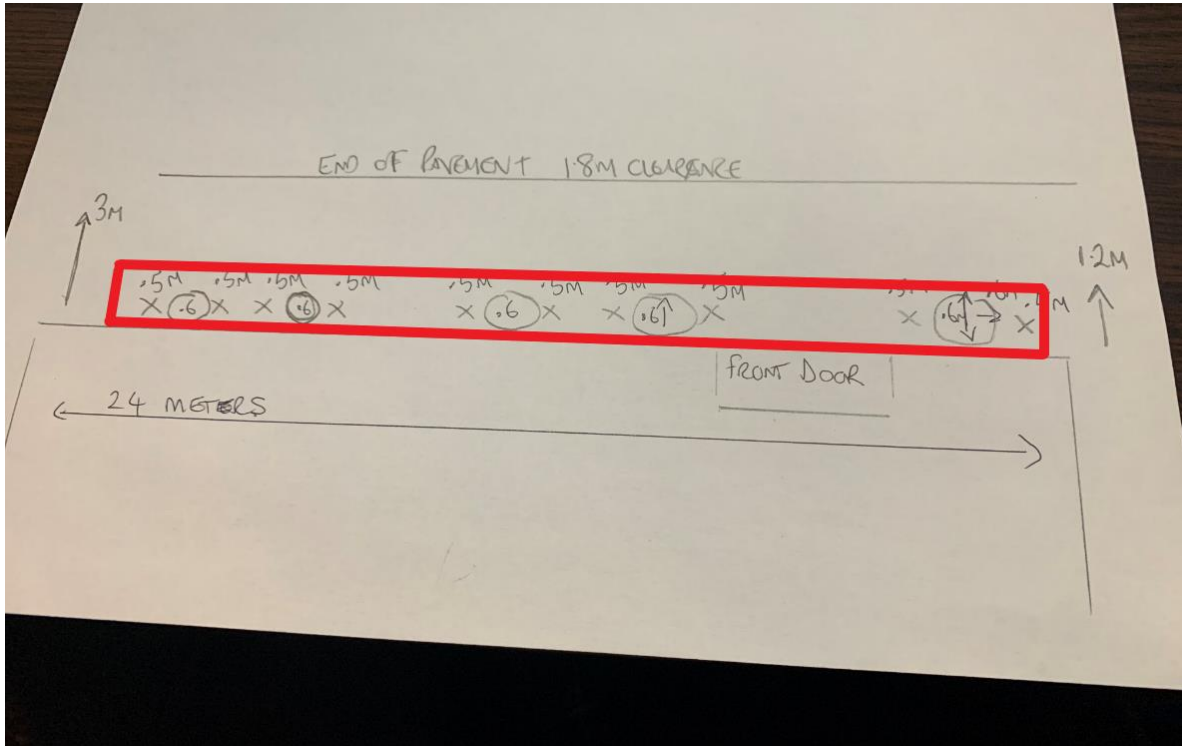 END OF PAVEMENT 1.8M CLEARANCE
3M
1.2M
.5M .5M .5M .5M .5M .5M .5M .5M
X .6 X X .6 X X .6 X X .6 X X .6 X
FRONT DOOR
24 METERS